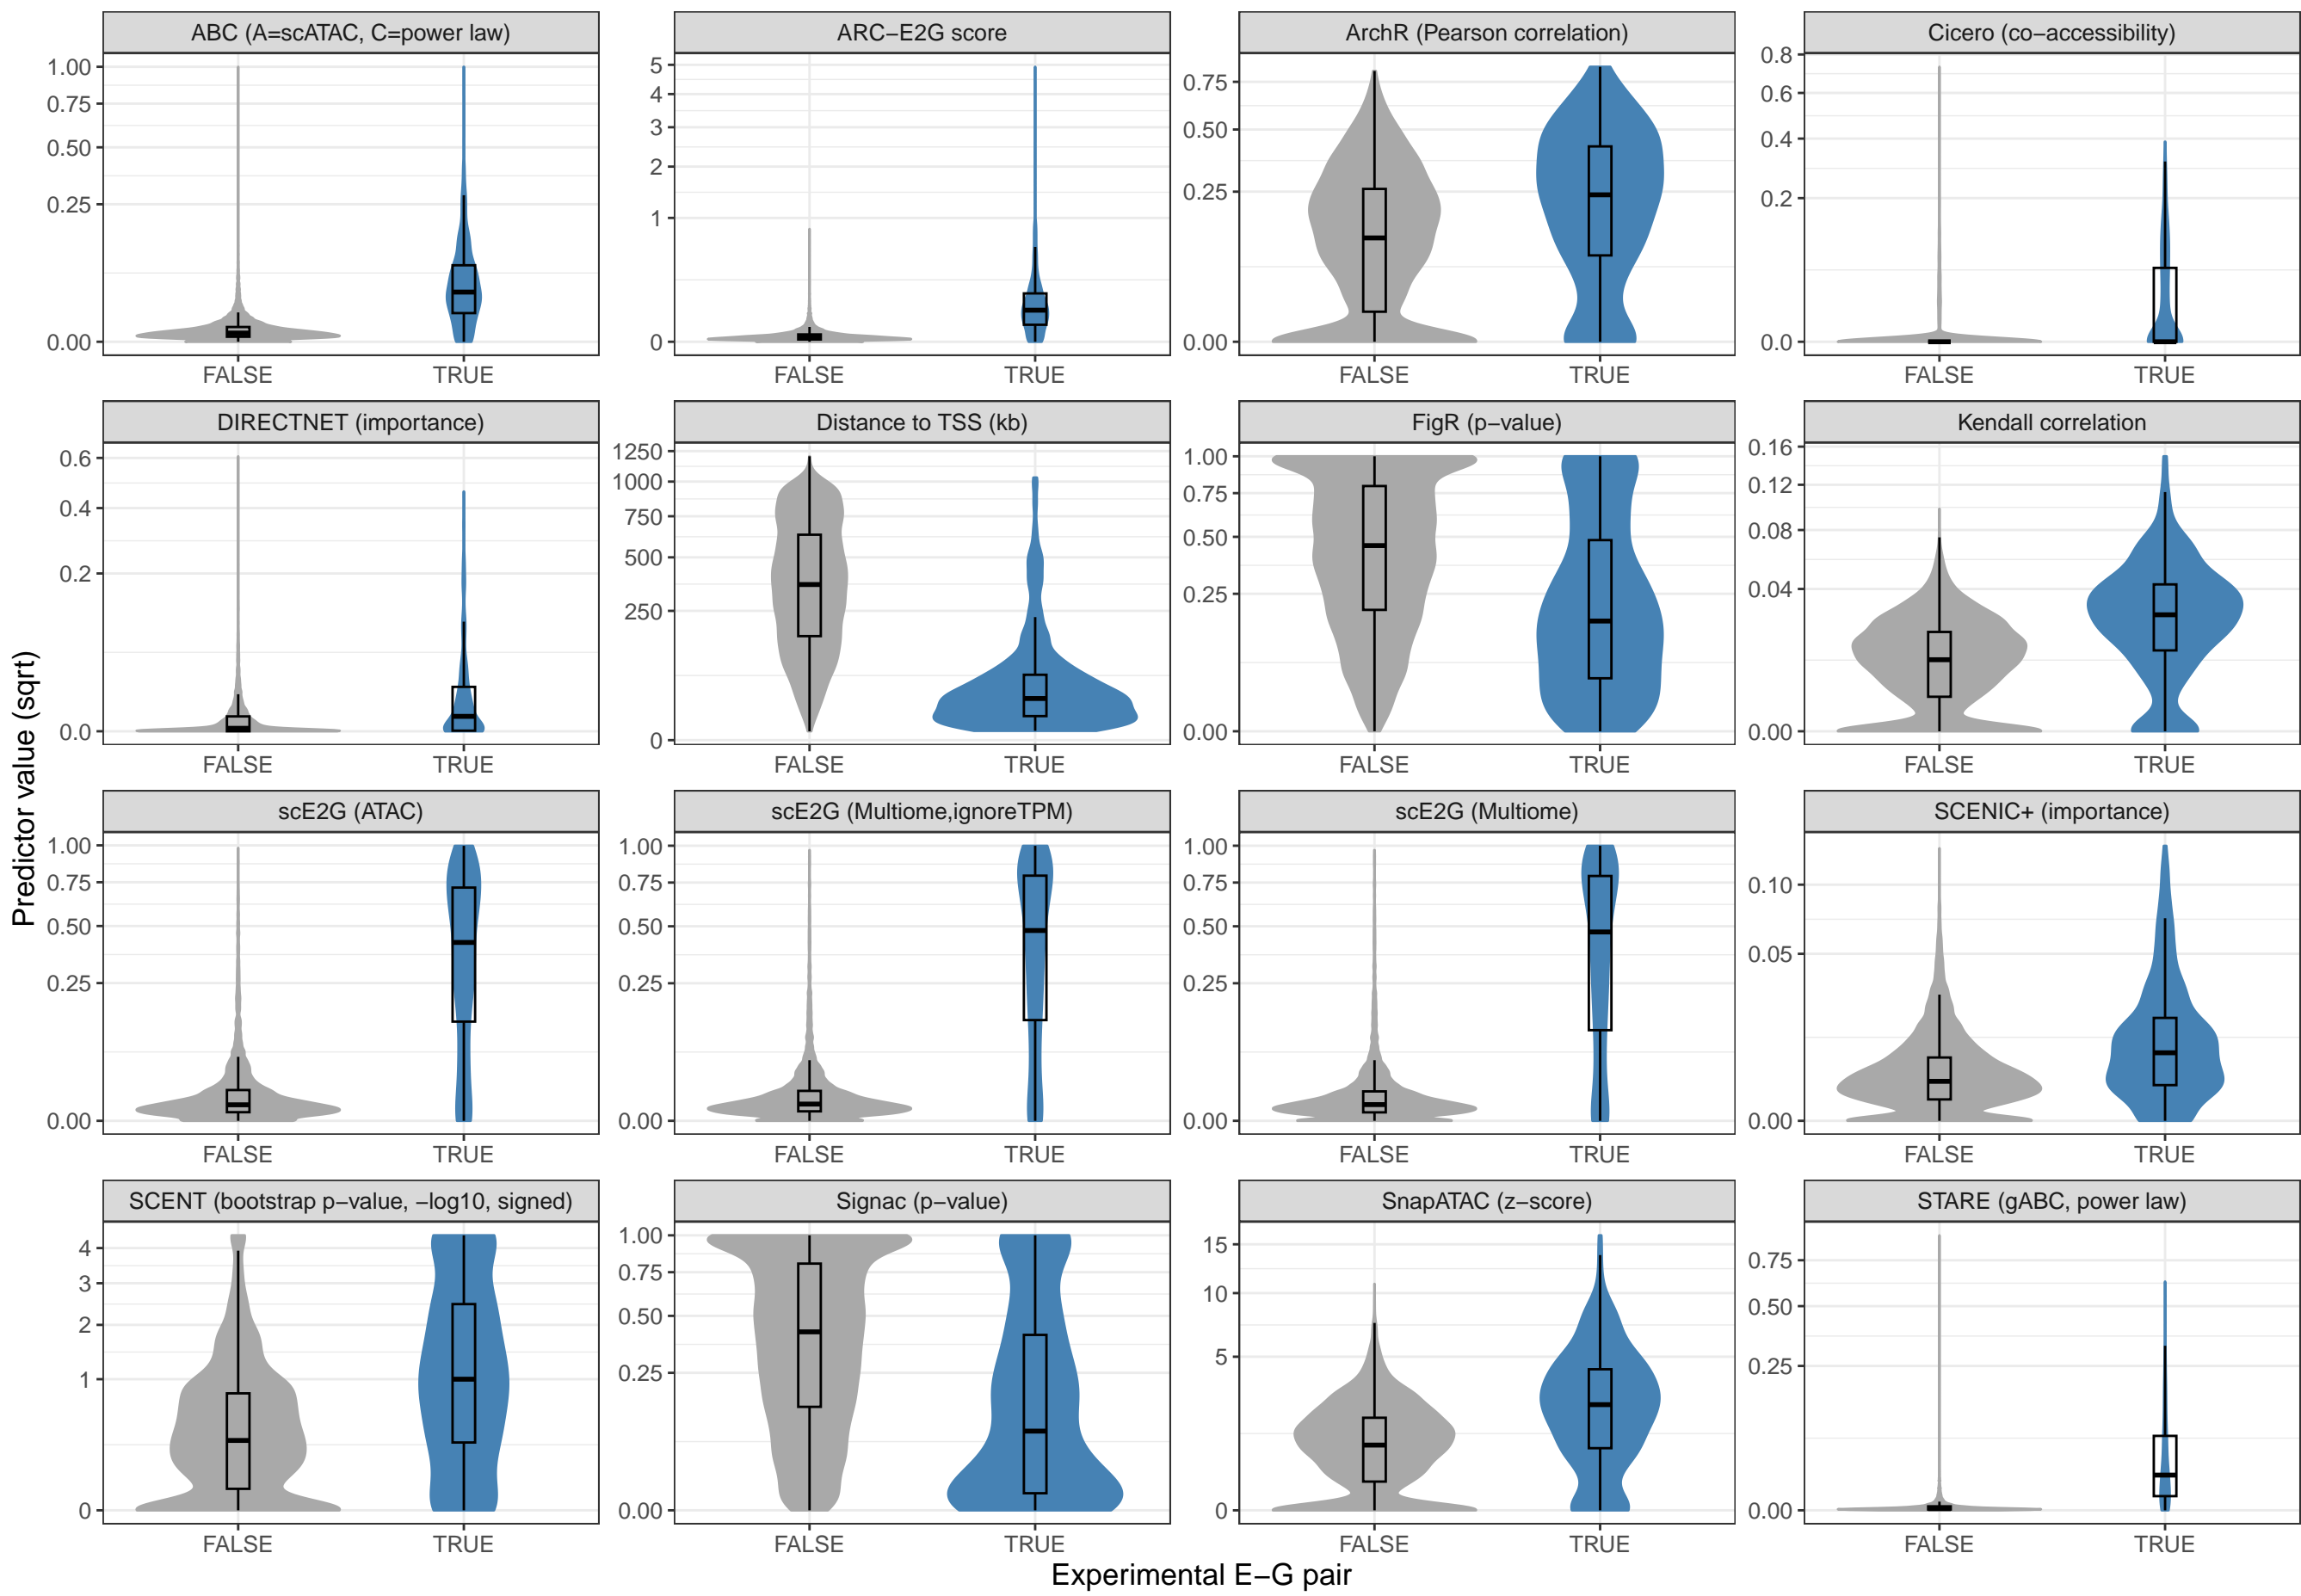 ABC (A=scATAC, C=power law)
ARC−E2G score
ArchR (Pearson correlation)
Cicero (co−accessibility)
1.00
0.75
0.50
0.25
0.00
5
4
3
2
1
0
0.75
0.50
0.25
0.00
0.8
0.6
0.4
0.2
0.0
FALSE TRUE
FALSE TRUE
FALSE TRUE
FALSE TRUE
DIRECTNET (importance)
Distance to TSS (kb)
FigR (p−value)
Kendall correlation
0.6
0.4
0.2
0.0
1250
1000
750
500
250
0
1.00
0.75
0.50
0.25
0.00
0.16
0.12
0.08
0.04
0.00
FALSE TRUE
FALSE TRUE
FALSE TRUE
FALSE TRUE
Predictor value (sqrt)
scE2G (ATAC)
scE2G (Multiome,ignoreTPM)
scE2G (Multiome)
SCENIC+ (importance)
1.00
0.75
0.50
0.25
0.00
1.00
0.75
0.50
0.25
0.00
1.00
0.75
0.50
0.25
0.00
0.10
0.05
0.00
FALSE TRUE
FALSE TRUE
FALSE TRUE
FALSE TRUE
SCENT (bootstrap p−value, −log10, signed)
Signac (p−value)
SnapATAC (z−score)
STARE (gABC, power law)
4
3
2
1
0
1.00
0.75
0.50
0.25
0.00
15
10
5
0
0.75
0.50
0.25
0.00
FALSE TRUE
FALSE TRUE
FALSE TRUE
FALSE TRUE
Experimental E−G pair